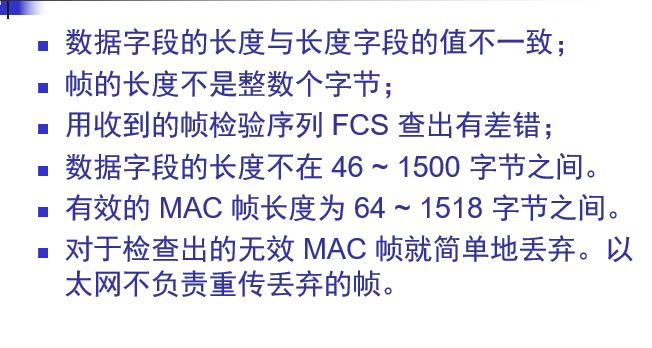 数据字段的长度与长度字段的值不一致；
帧的长度不是整数个字节；
用收到的帧检验序列 FCS 查出有差错；
数据字段的长度不在 46 ~ 1500 字节之间。
有效的 MAC 帧长度为 64 ~ 1518 字节之间。
对于检查出的无效 MAC 帧就简单地丢弃。以
太网不负责重传丢弃的帧。